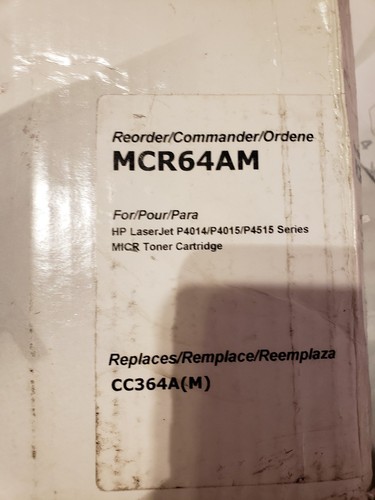 Reorder/Commander/Ordene
MCR64AM
For/Pour/Para
HP LaserJet P4014/P4015/P4515 Series
MICR Toner Cartridge
Replaces/Remplace/Reemplaza
CC364A(M)